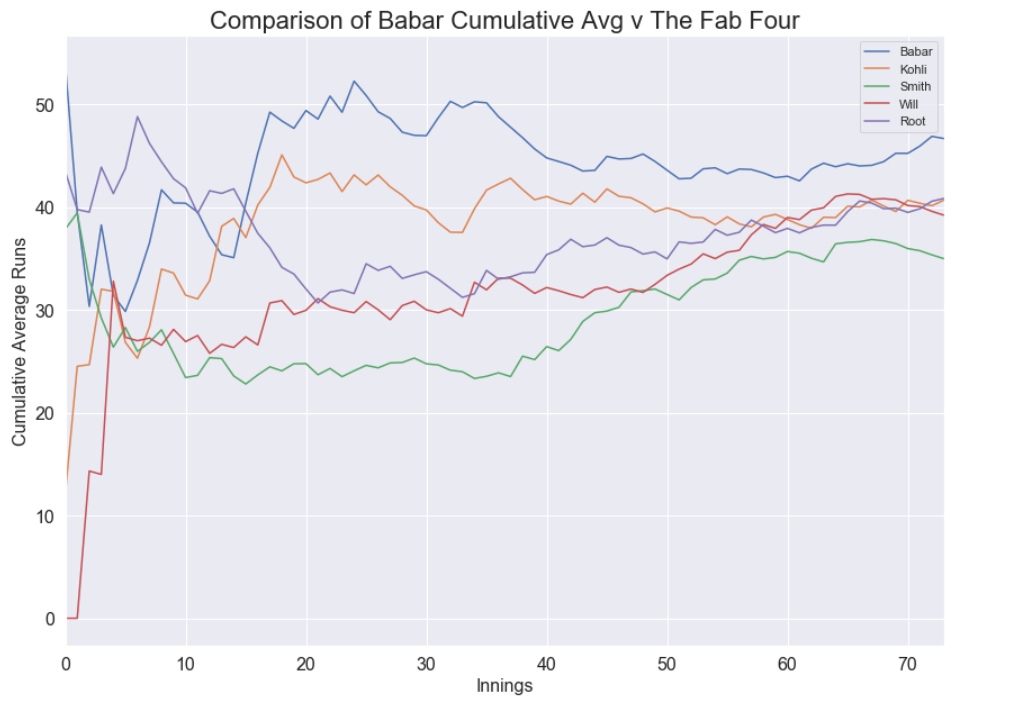 Comparison of Babar Cumulative Avg v The Fab Four
Babar
Kohli
Smith
Will
Root
Cumulative Average Runs
50
40
30
20
10
0
0 10 20 30 40 50 60 70
Innings